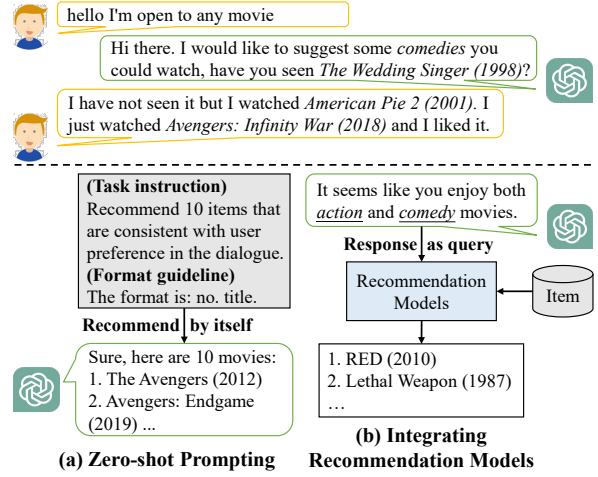 hello I'm open to any movie
Hi there. I would like to suggest some comedies you
could watch, have you seen The Wedding Singer (1998)?
I have not seen it but I watched American Pie 2 (2001). I
just watched Avengers: Infinity War (2018) and I liked it.
(Task instruction)
Recommend 10 items that
are consistent with user
preference in the dialogue.
(Format guideline)
The format is: no. title.
Recommend by itself
Sure, here are 10 movies:
1. The Avengers (2012)
2. Avengers: Endgame
(2019) ...
(a) Zero-shot Prompting
It seems like you enjoy both
action and comedy movies.
Response as query
Recommendation
Models
Item
1. RED (2010)
2. Lethal Weapon (1987)
…
(b) Integrating
Recommendation Models